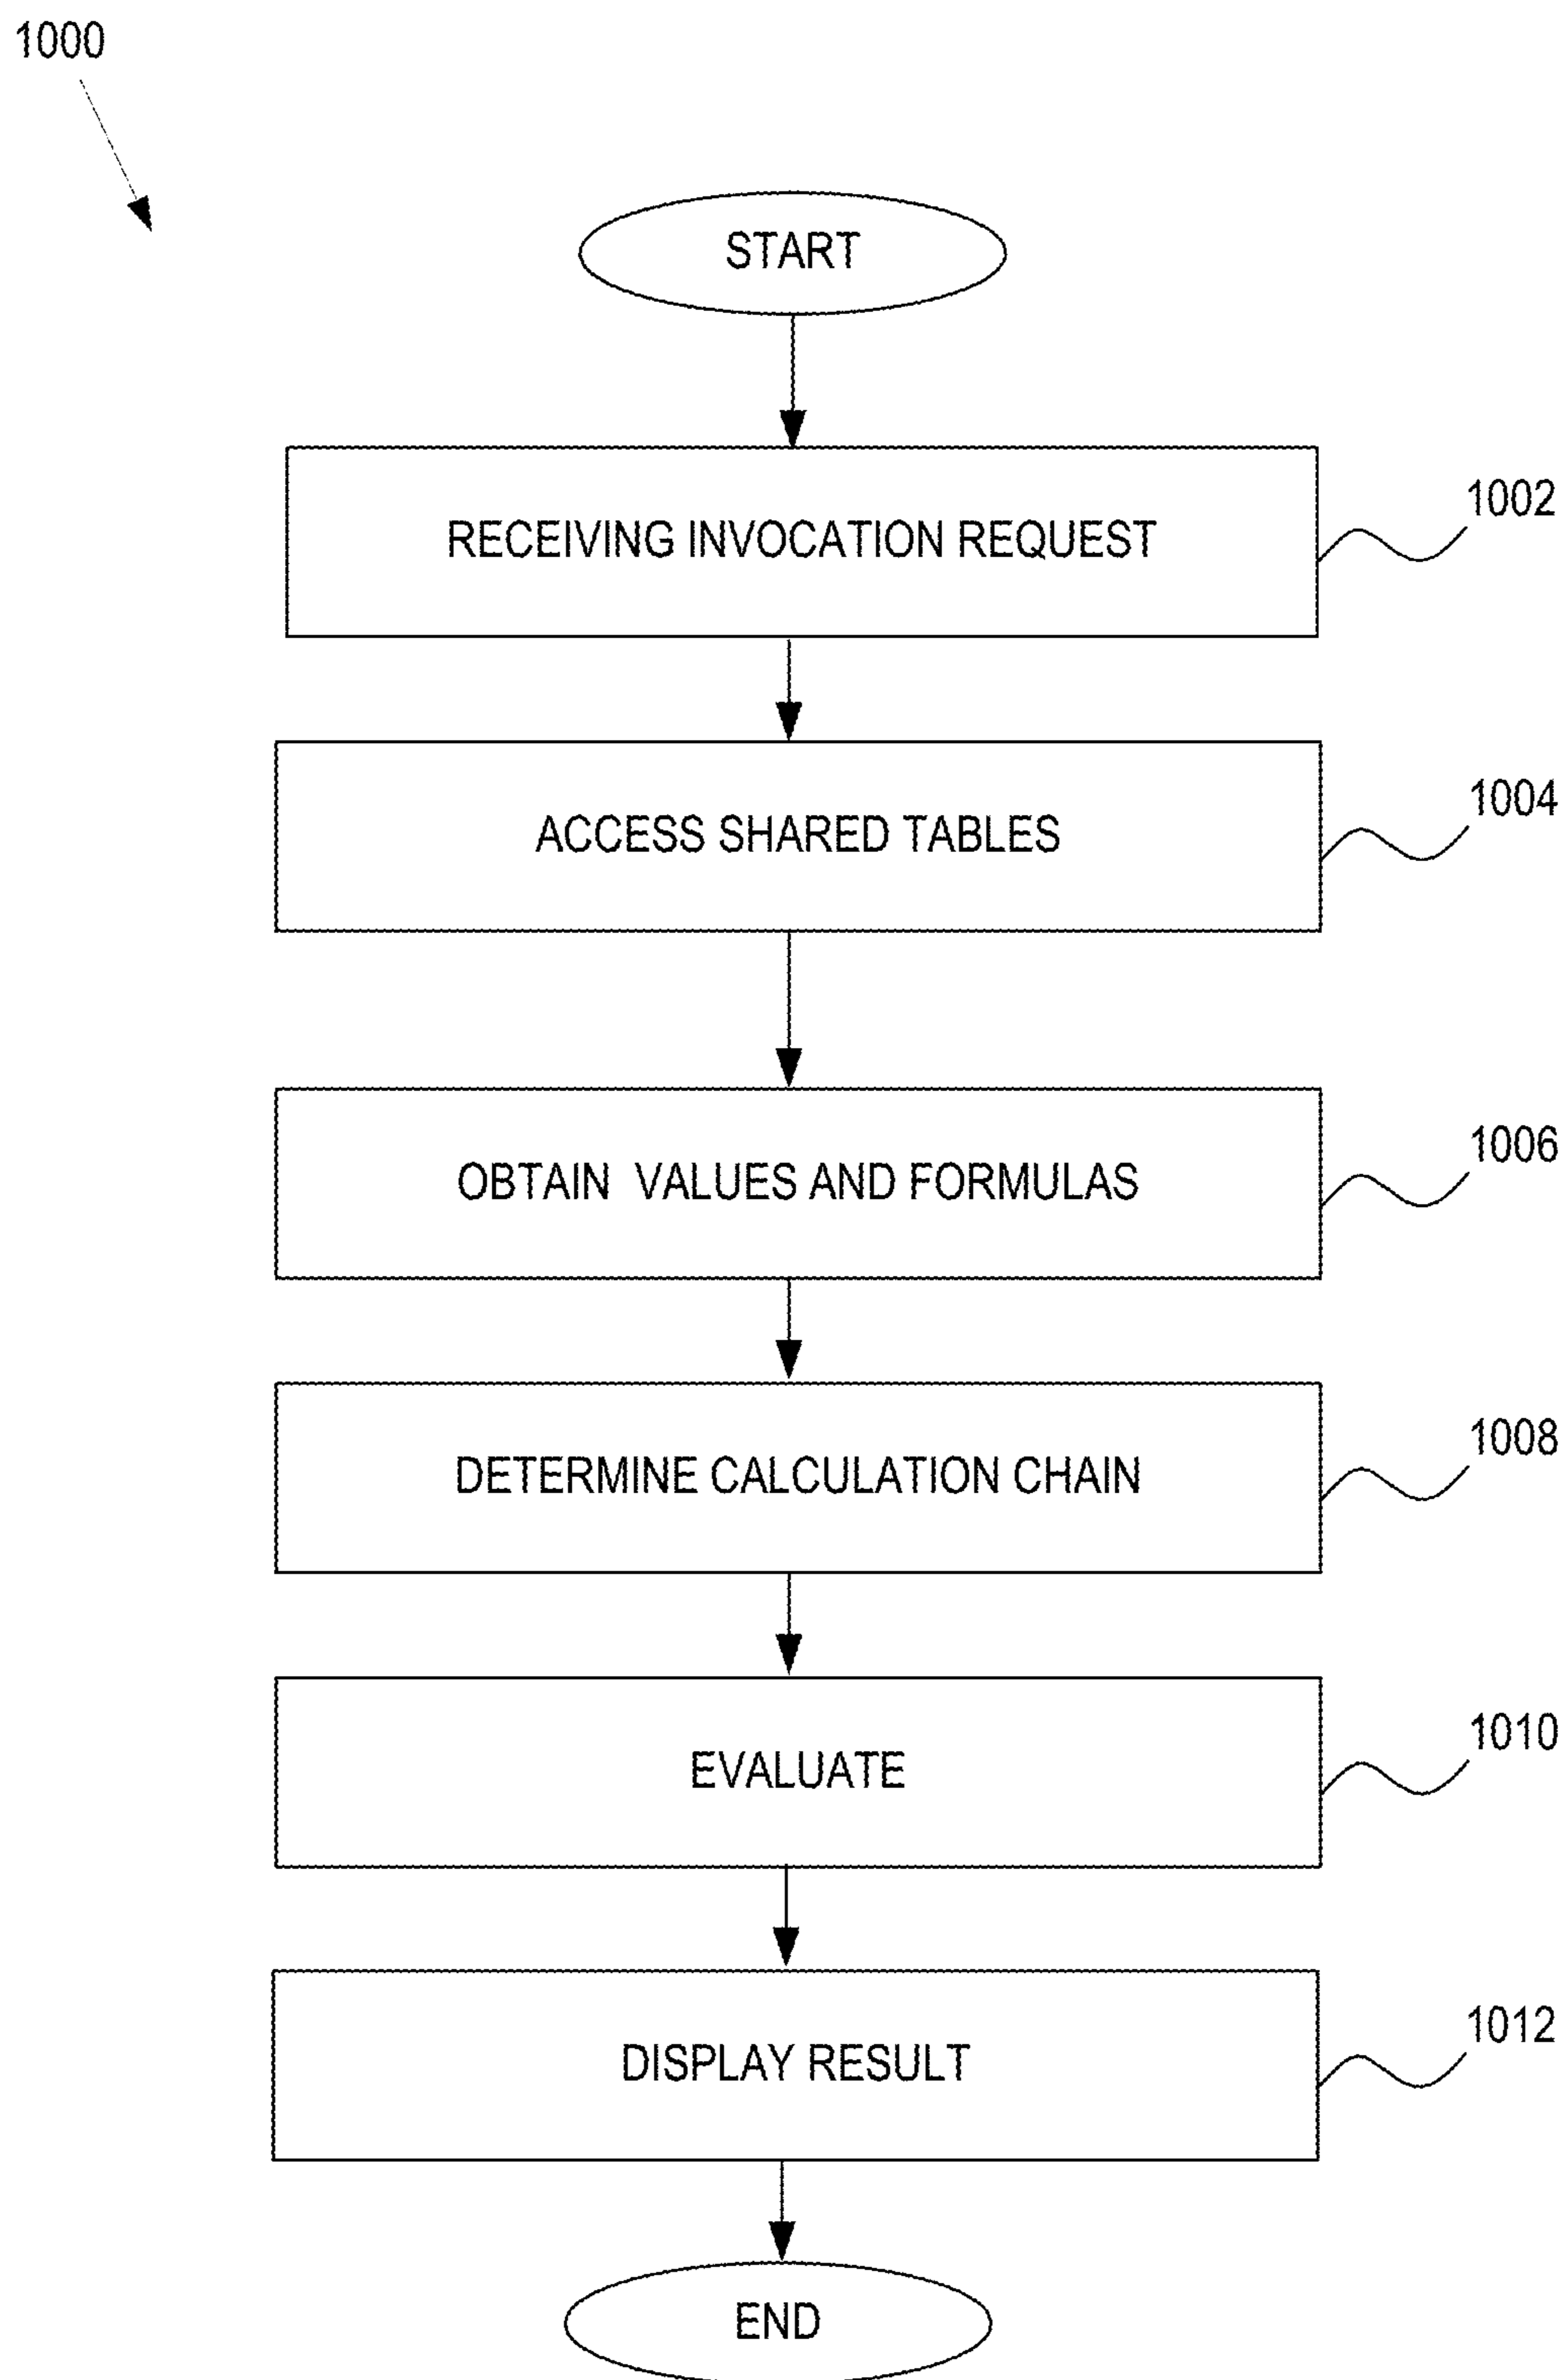 1000
START
RECEIVING INVOCATION REQUEST
1002
ACCESS SHARED TABLES
1004
OBTAIN VALUES AND FORMULAS
1006
DETERMINE CALCULATION CHAIN
1008
EVALUATE
1010
DISPLAY RESULT
1012
END